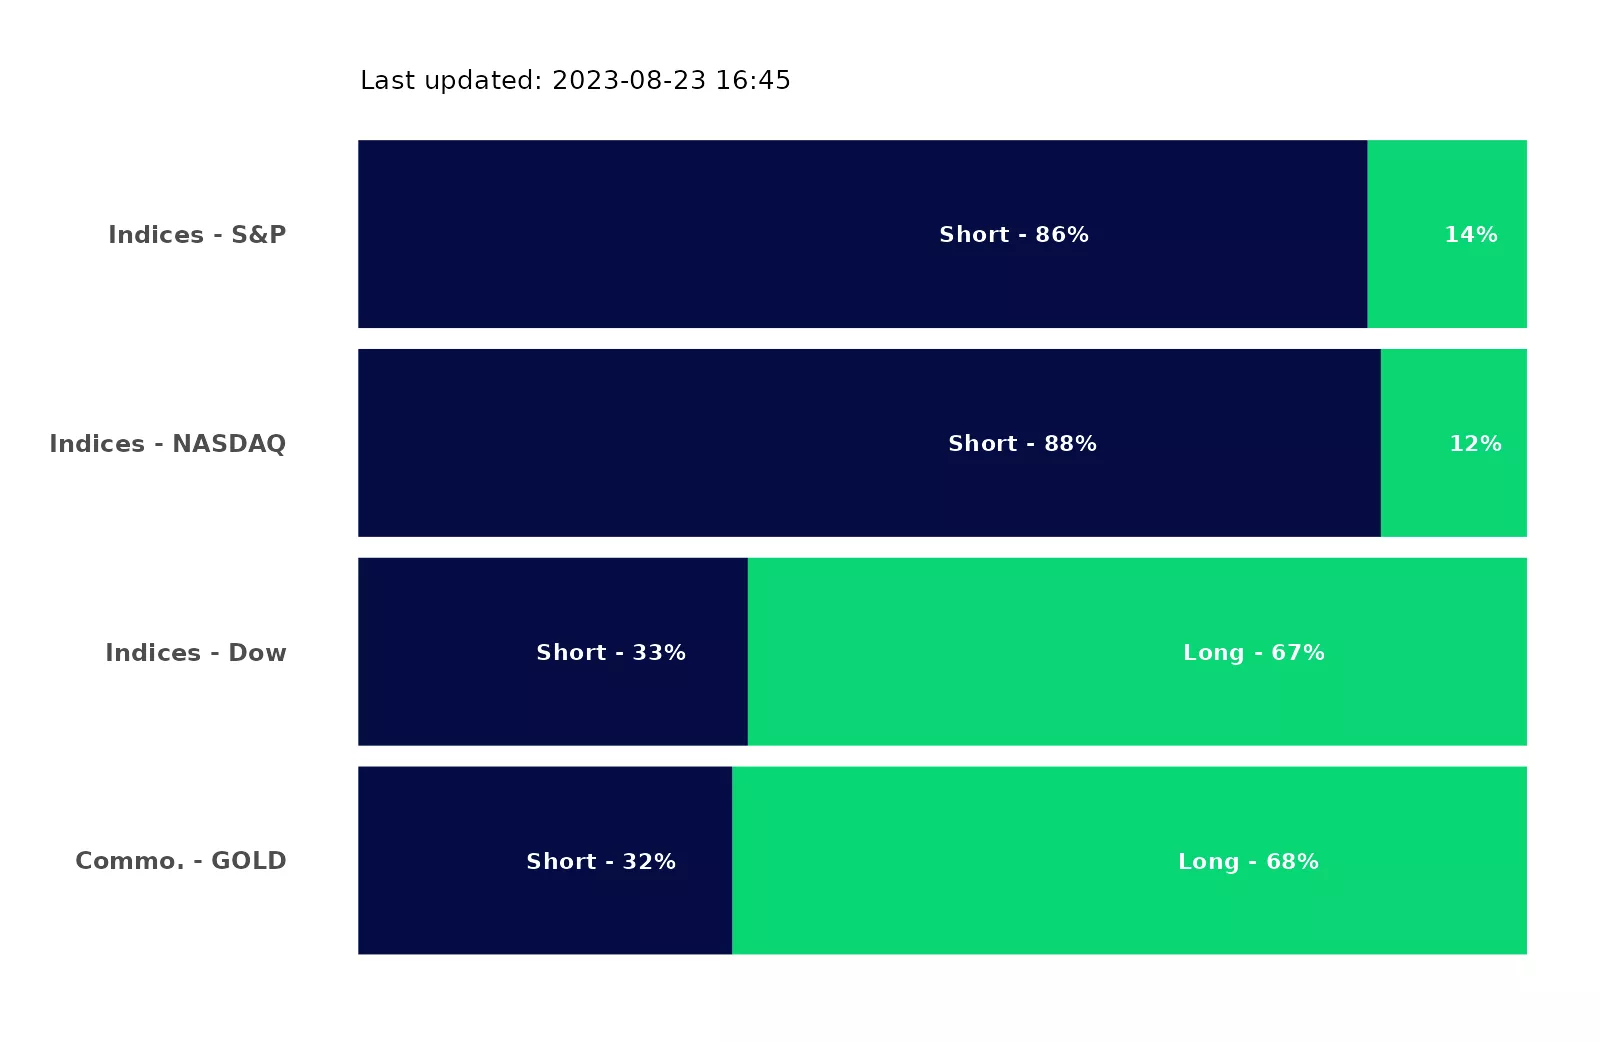 Last updated: 2023-08-23 16:45
Indices - S&P Short - 86% 14%
Indices - NASDAQ Short - 88% 12%
Indices - Dow Short - 33% Long - 67%
Commo. - GOLD Short - 32% Long - 68%